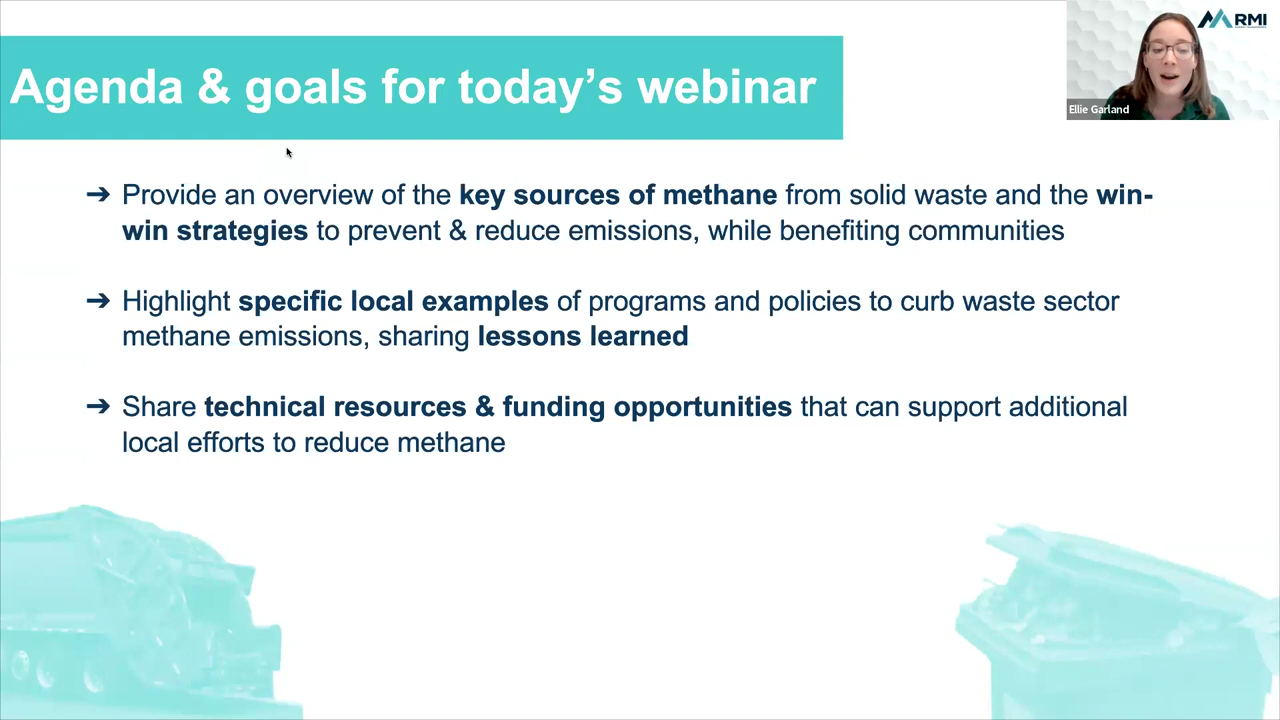 RMI
Agenda & goals for today’s webinar
Ellie Garland
➔ Provide an overview of the key sources of methane from solid waste and the win-
win strategies to prevent & reduce emissions, while benefiting communities
➔ Highlight specific local examples of programs and policies to curb waste sector
methane emissions, sharing lessons learned
➔ Share technical resources & funding opportunities that can support additional
local efforts to reduce methane